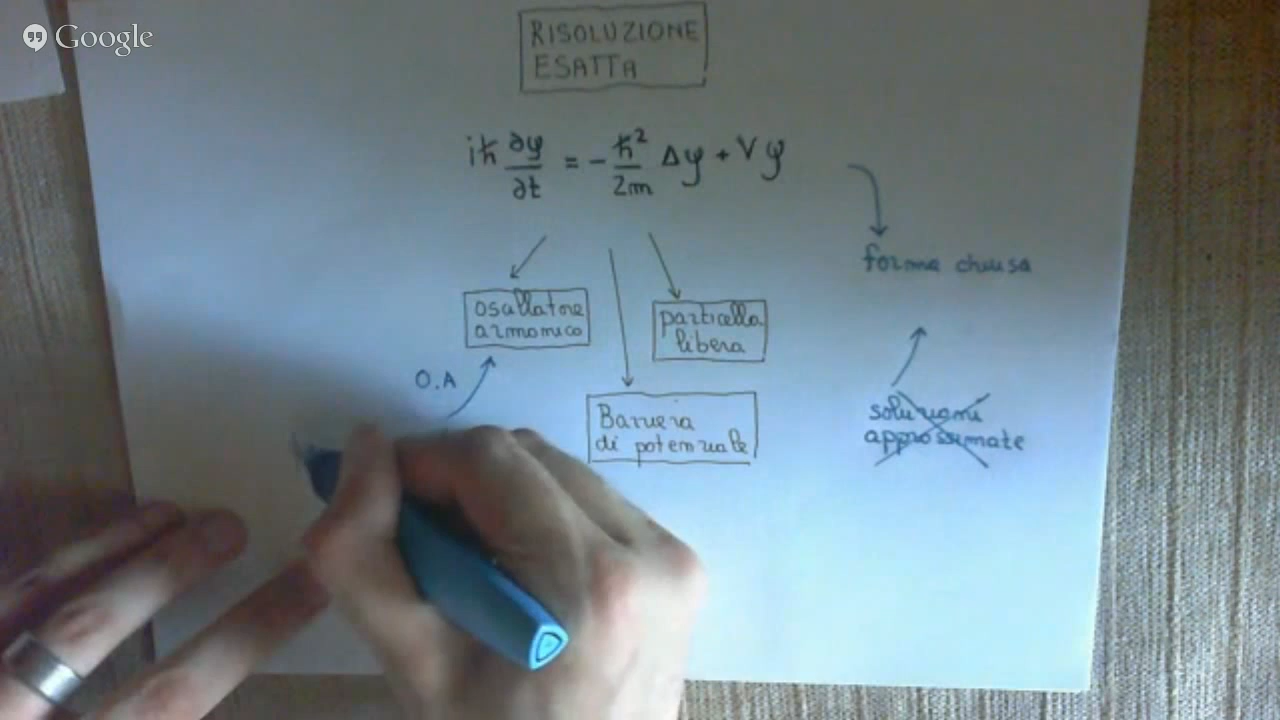 Google
RISOLUZIONE
ESATTA
iħ ∂ψ/∂t = - ħ²/2m Δψ + Vψ
forma chiusa
oscillatore
armonico
particella
libera
O.A
Barriera
di potenziale
soluzioni
approssimate